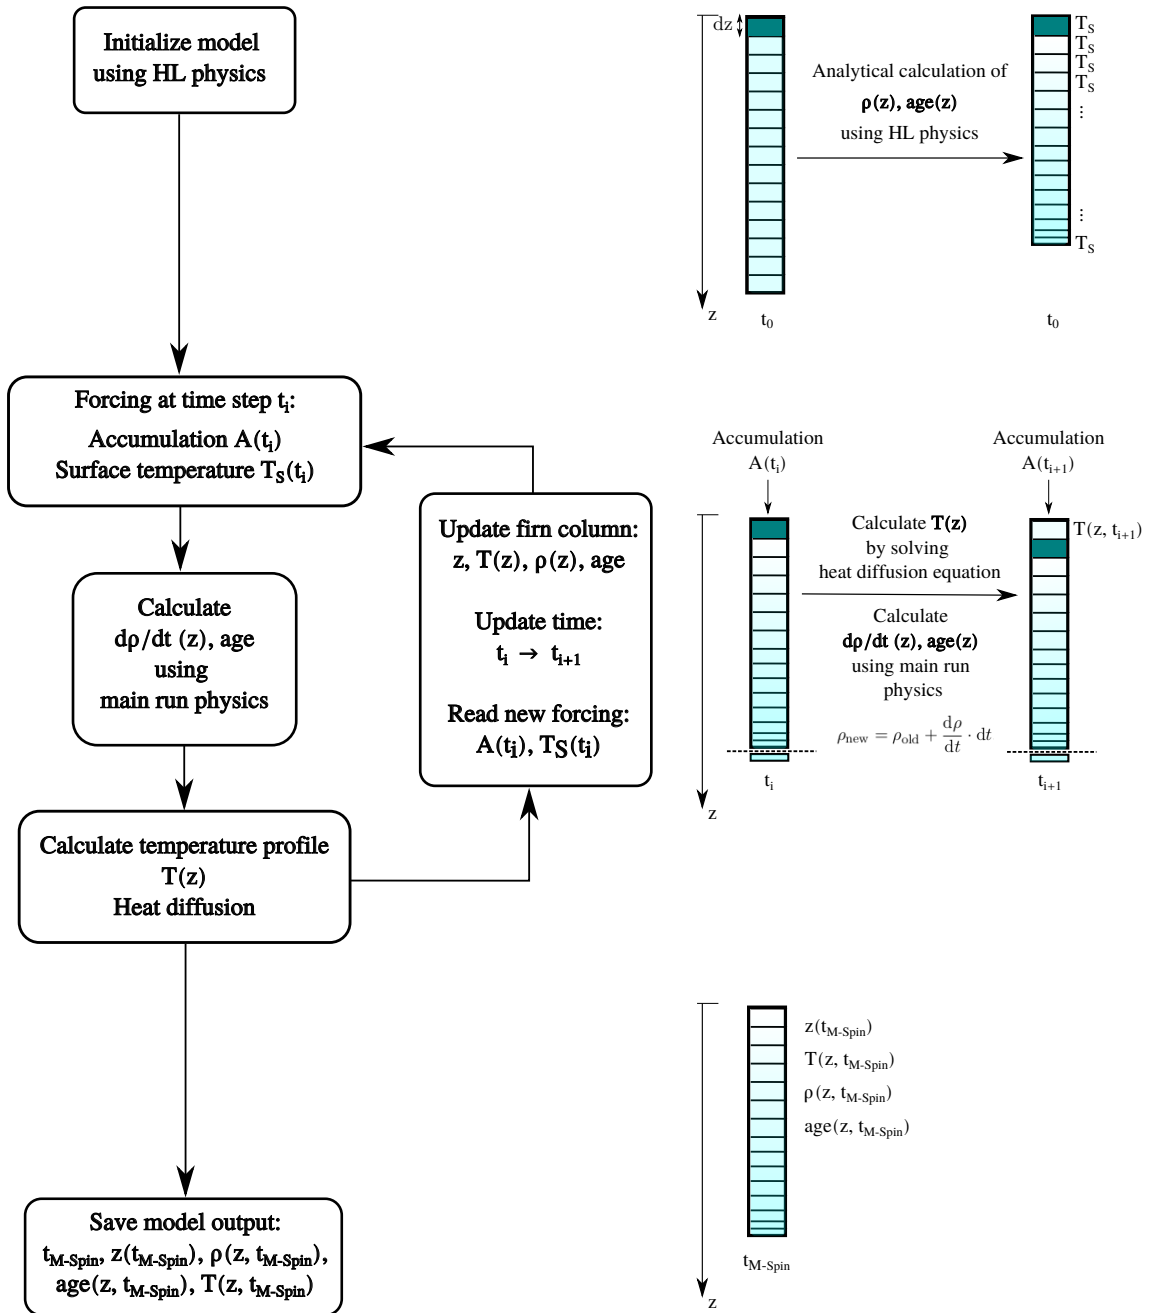 Initialize model
using HL physics
Forcing at time step tᵢ:
Accumulation A(tᵢ)
Surface temperature T_S(tᵢ)
Calculate
dρ/dt (z), age
using
main run physics
Calculate temperature profile
T(z)
Heat diffusion
Update firn column:
z, T(z), ρ(z), age
Update time:
tᵢ → tᵢ₊₁
Read new forcing:
A(tᵢ), T_S(tᵢ)
Save model output:
t_M-Spin, z(t_M-Spin), ρ(z, t_M-Spin),
age(z, t_M-Spin), T(z, t_M-Spin)
dz
z
t₀
Analytical calculation of
ρ(z), age(z)
using HL physics
T_S
T_S
T_S
T_S
⋮
⋮
T_S
t₀
Accumulation
A(tᵢ)
z
tᵢ
Calculate T(z)
by solving
heat diffusion equation
Calculate
dρ/dt (z), age(z)
using main run
physics
ρ_new = ρ_old + dρ/dt · dt
Accumulation
A(tᵢ₊₁)
T(z, tᵢ₊₁)
tᵢ₊₁
z(t_M-Spin)
T(z, t_M-Spin)
ρ(z, t_M-Spin)
age(z, t_M-Spin)
t_M-Spin
z